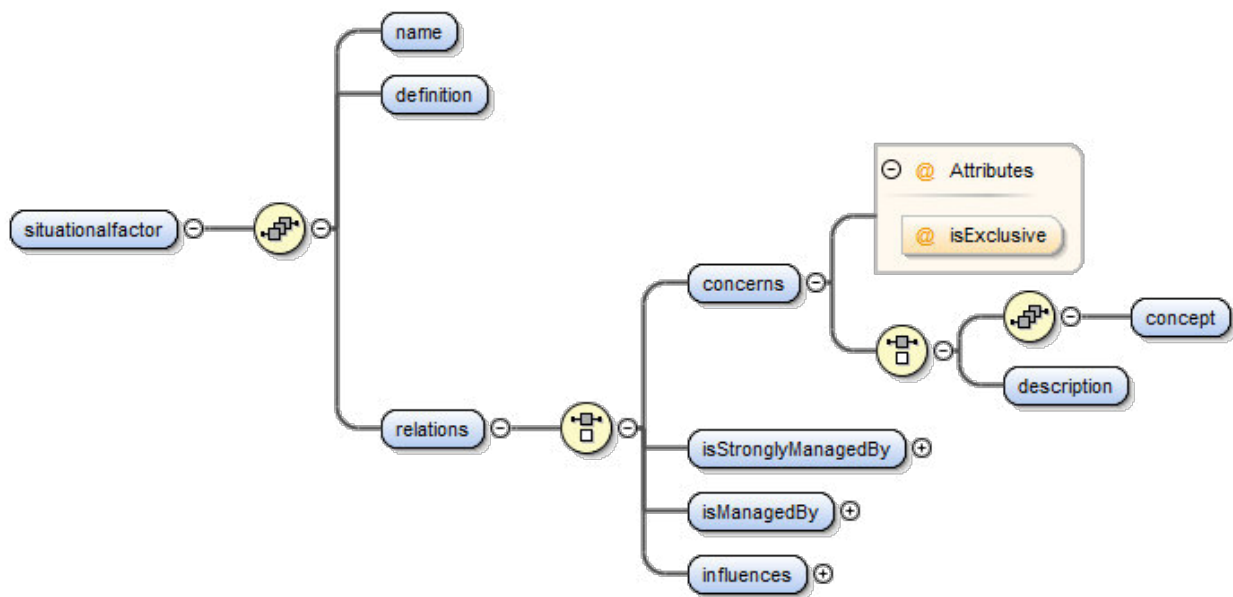 name
definition
situationalfactor
@ Attributes
@ isExclusive
concerns
concept
description
relations
isStronglyManagedBy
isManagedBy
influences